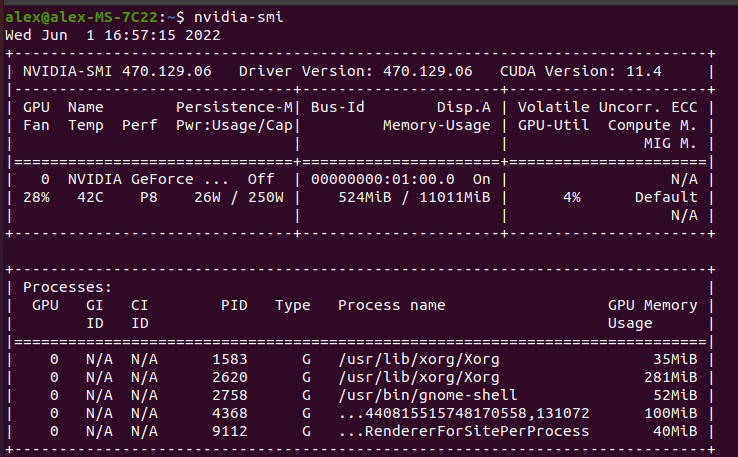 alex@alex-MS-7C22:~$ nvidia-smi
Wed Jun  1 16:57:15 2022
+-----------------------------------------------------------------------------+
| NVIDIA-SMI 470.129.06   Driver Version: 470.129.06   CUDA Version: 11.4     |
|-------------------------------+----------------------+----------------------+
| GPU  Name        Persistence-M| Bus-Id        Disp.A | Volatile Uncorr. ECC |
| Fan  Temp  Perf  Pwr:Usage/Cap|         Memory-Usage | GPU-Util  Compute M. |
|                               |                      |               MIG M. |
|===============================+======================+======================|
|   0  NVIDIA GeForce ...  Off  | 00000000:01:00.0  On |                  N/A |
| 28%   42C    P8    26W / 250W |    524MiB / 11011MiB |      4%      Default |
|                               |                      |                  N/A |
+-------------------------------+----------------------+----------------------+

+-----------------------------------------------------------------------------+
| Processes:                                                                  |
|  GPU   GI   CI        PID   Type   Process name                  GPU Memory |
|        ID   ID                                                   Usage      |
|=============================================================================|
|    0   N/A  N/A      1583      G   /usr/lib/xorg/Xorg                 35MiB |
|    0   N/A  N/A      2620      G   /usr/lib/xorg/Xorg                281MiB |
|    0   N/A  N/A      2758      G   /usr/bin/gnome-shell               52MiB |
|    0   N/A  N/A      4368      G   ...440815515748170558,131072      100MiB |
|    0   N/A  N/A      9112      G   ...RendererForSitePerProcess       40MiB |
+-----------------------------------------------------------------------------+